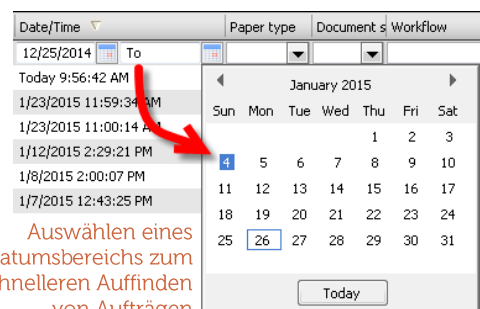 Date/Time Paper type Document s Workflow
12/25/2014 To
Today 9:56:42 AM
1/23/2015 11:59:34 AM
1/23/2015 11:00:14 AM
1/12/2015 2:29:21 PM
1/8/2015 2:00:07 PM
1/7/2015 12:43:25 PM
January 2015
Sun Mon Tue Wed Thu Fri Sat
1 2 3
4 5 6 7 8 9 10
11 12 13 14 15 16 17
18 19 20 21 22 23 24
25 26 27 28 29 30 31
Today
Auswählen eines
atumsbereichs zum
hnelleren Auffinden
von Aufträgen